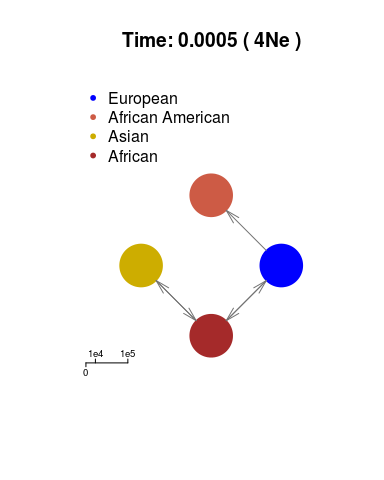 Time: 0.0005 ( 4Ne )
European
African American
Asian
African
1e4 1e5
0